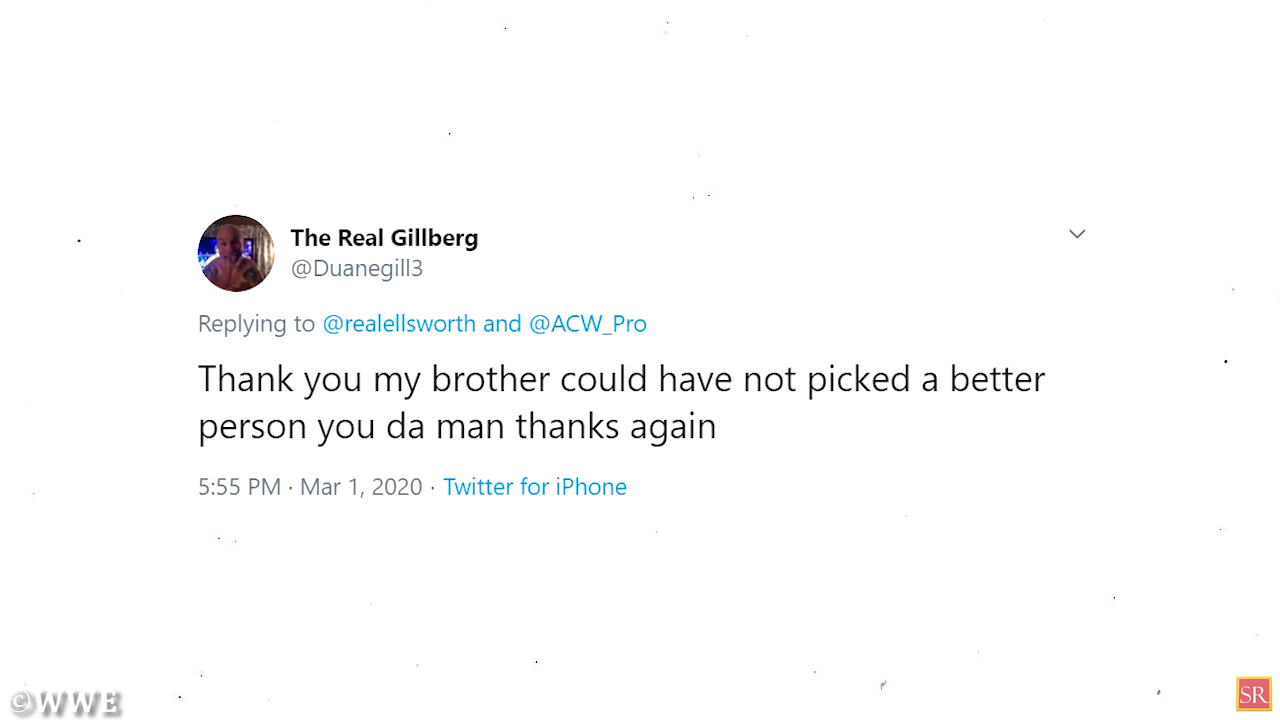 The Real Gillberg
@Duanegill3
Replying to @realellsworth and @ACW_Pro
Thank you my brother could have not picked a better
person you da man thanks again
5:55 PM · Mar 1, 2020 · Twitter for iPhone
©WWE
SR